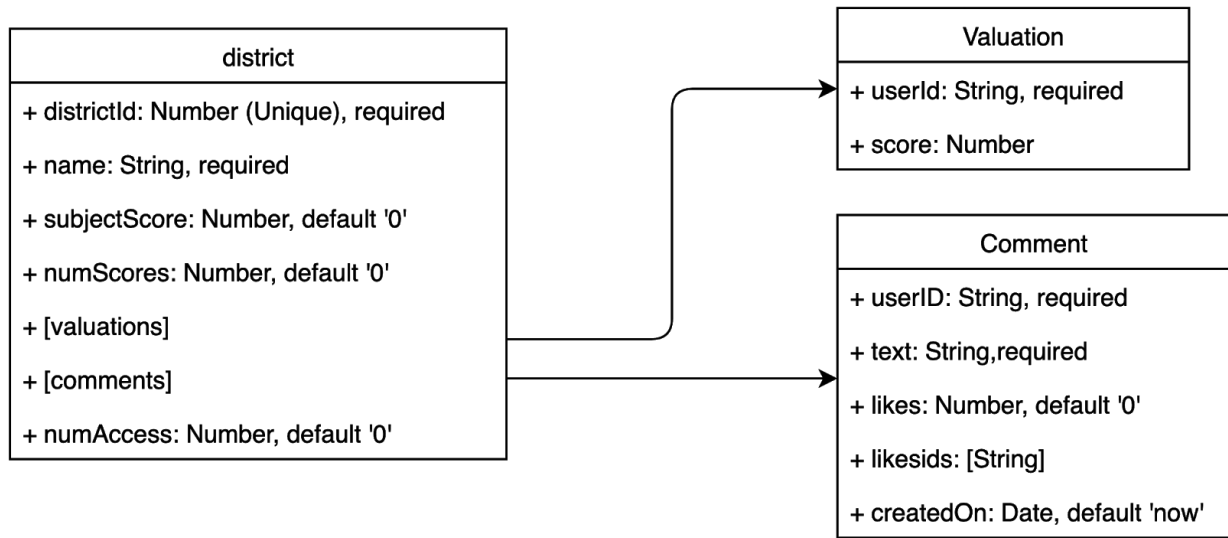 district
+ districtId: Number (Unique), required
+ name: String, required
+ subjectScore: Number, default '0'
+ numScores: Number, default '0'
+ [valuations]
+ [comments]
+ numAccess: Number, default '0'
Valuation
+ userId: String, required
+ score: Number
Comment
+ userID: String, required
+ text: String,required
+ likes: Number, default '0'
+ likesids: [String]
+ createdOn: Date, default 'now'